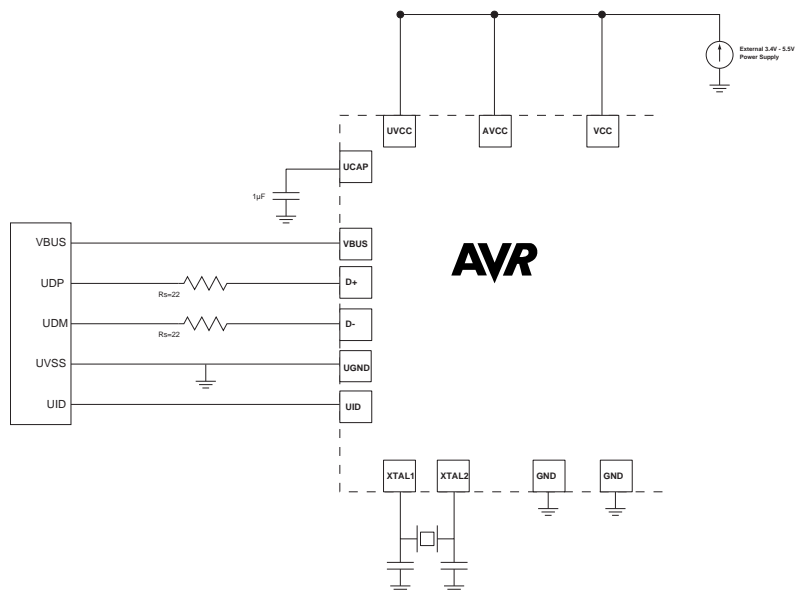 External 3.4V - 5.5V
Power Supply
UVCC
AVCC
VCC
UCAP
1µF
VBUS
VBUS
UDP
Rs=22
D+
UDM
Rs=22
D-
UVSS
UGND
UID
UID
AVR
XTAL1
XTAL2
GND
GND